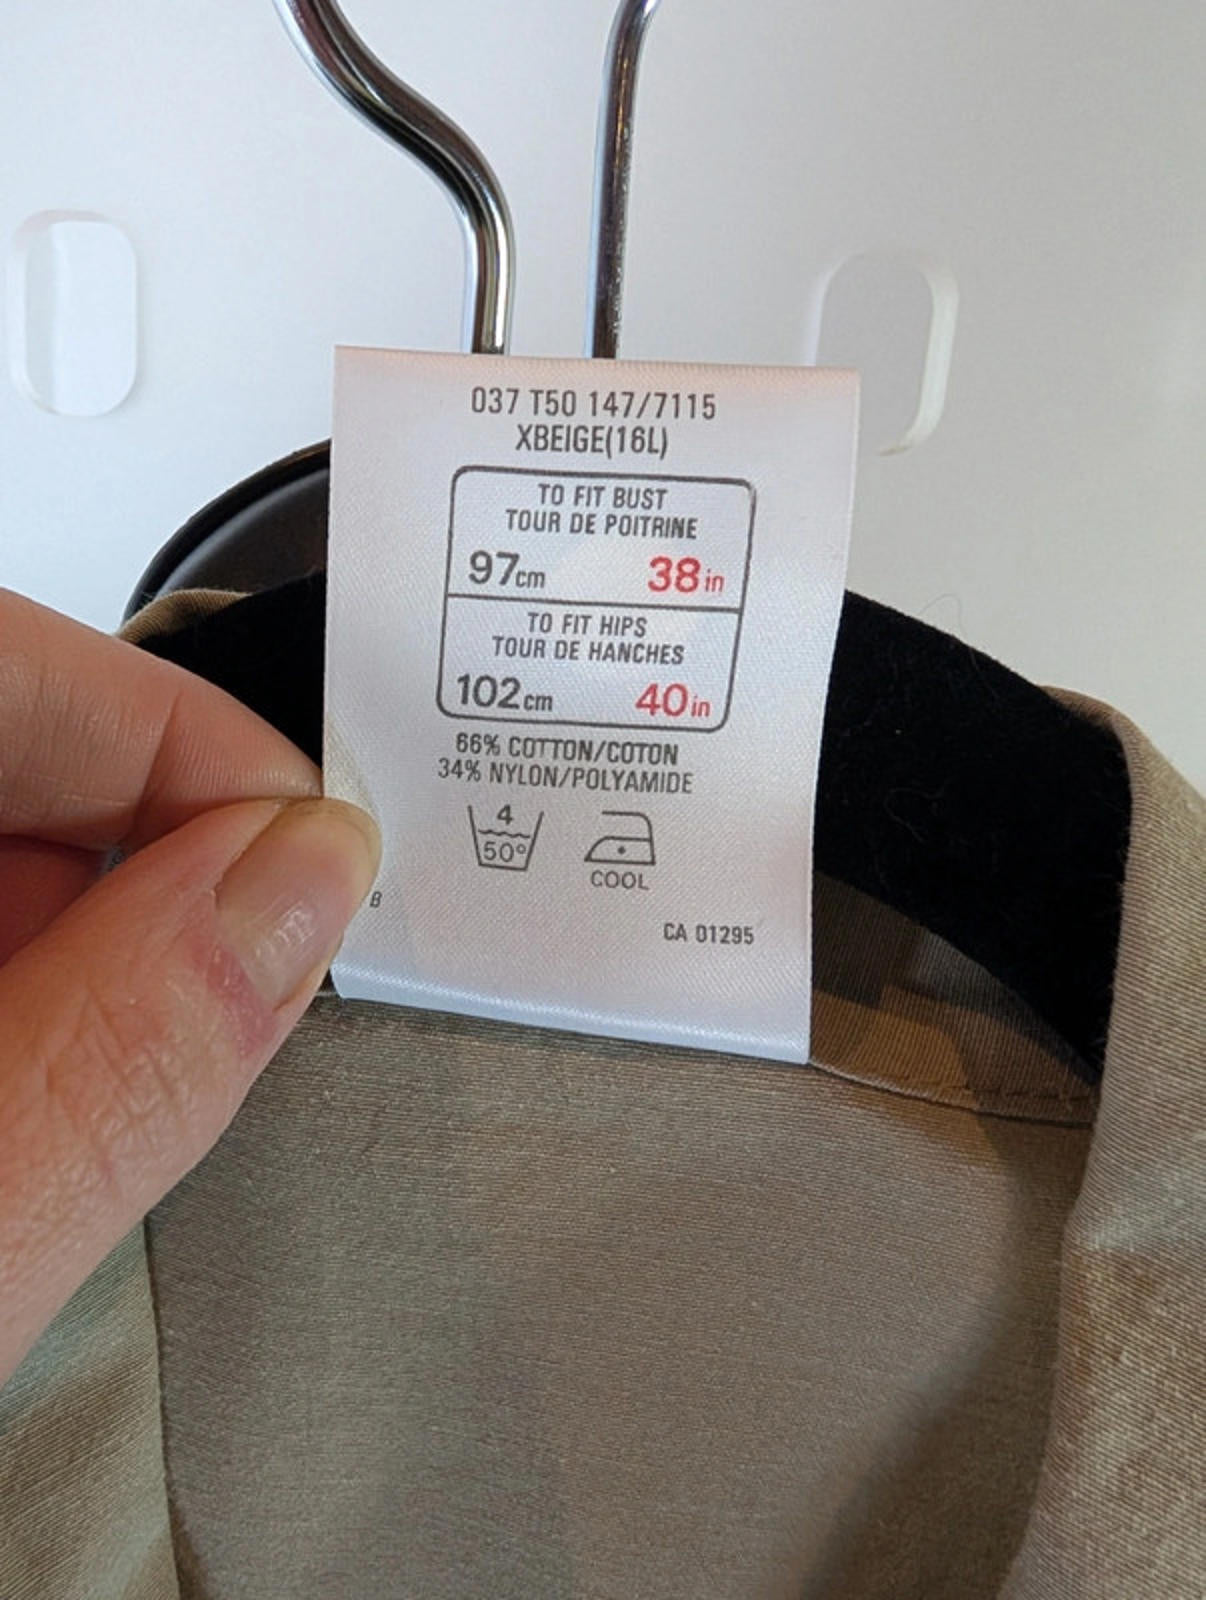 037 T50 147/7115
XBEIGE(16L)
TO FIT BUST
TOUR DE POITRINE
97cm 38in
TO FIT HIPS
TOUR DE HANCHES
102cm 40in
66% COTTON/COTON
34% NYLON/POLYAMIDE
4
50°
COOL
B
CA 01295